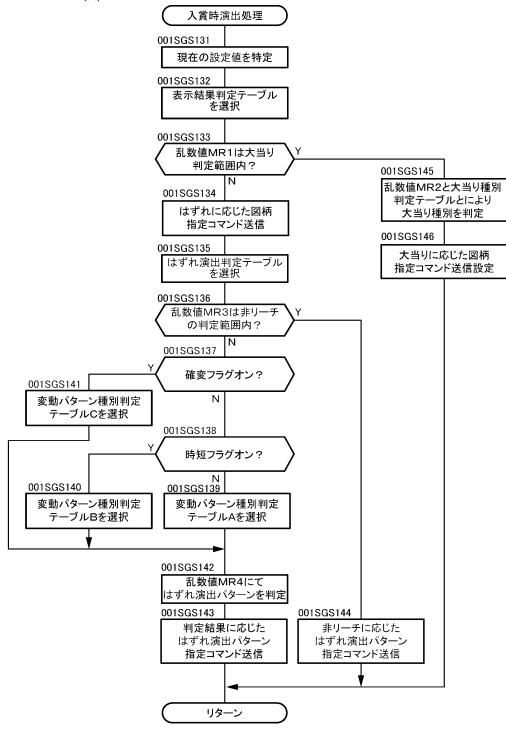 入賞時演出処理
001SGS131
現在の設定値を特定
001SGS132
表示結果判定テーブル
を選択
001SGS133
乱数値MR1は大当り
判定範囲内?
Y
N
001SGS134
はずれに応じた図柄
指定コマンド送信
001SGS135
はずれ演出判定テーブル
を選択
001SGS136
乱数値MR3は非リーチ
の判定範囲内?
Y
N
001SGS137
確変フラグオン?
Y
N
001SGS141
変動パターン種別判定
テーブルCを選択
001SGS138
時短フラグオン?
Y
N
001SGS140
変動パターン種別判定
テーブルBを選択
001SGS139
変動パターン種別判定
テーブルAを選択
001SGS142
乱数値MR4にて
はずれ演出パターンを判定
001SGS143
判定結果に応じた
はずれ演出パターン
指定コマンド送信
001SGS144
非リーチに応じた
はずれ演出パターン
指定コマンド送信
001SGS145
乱数値MR2と大当り種別
判定テーブルとにより
大当り種別を判定
001SGS146
大当りに応じた図柄
指定コマンド送信設定
リターン